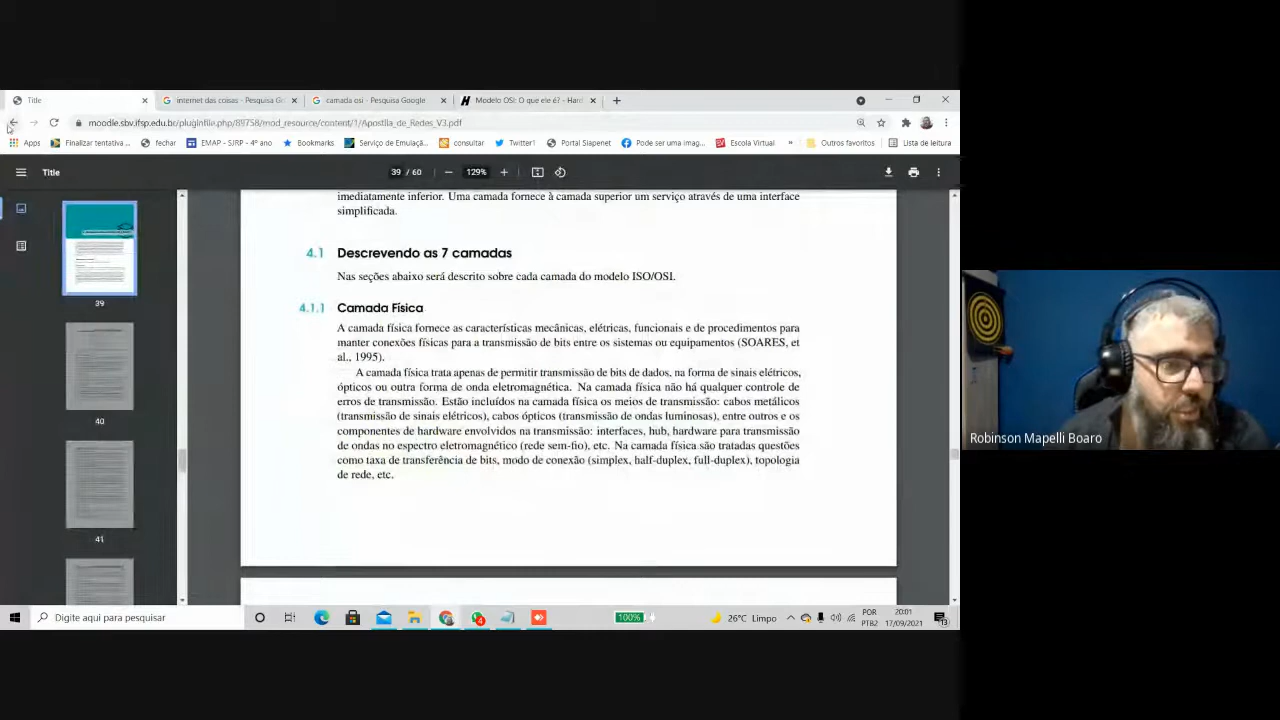 Title
internet das coisas - Pesquisa Go
camada osi - Pesquisa Google
Modelo OSI: O que ele é? - Hard
moodle.sbv.ifsp.edu.br/pluginfile.php/89758/mod_resource/content/1/Apostila_de_Redes_V3.pdf
Apps
Finalizar tentativa ...
fechar
EMAP - SJRP - 4º ano
Bookmarks
Serviço de Emulaçã...
consultar
Twitter1
Portal Siapenet
Pode ser uma imag...
Escola Virtual
»
Outros favoritos
Lista de leitura
Title
39 / 60
129%
imediatamente inferior. Uma camada fornece à camada superior um serviço através de uma interface
simplificada.
4.1 Descrevendo as 7 camadas
Nas seções abaixo será descrito sobre cada camada do modelo ISO/OSI.
4.1.1 Camada Física
A camada física fornece as características mecânicas, elétricas, funcionais e de procedimentos para
manter conexões físicas para a transmissão de bits entre os sistemas ou equipamentos (SOARES, et
al., 1995).
A camada física trata apenas de permitir transmissão de bits de dados, na forma de sinais elétricos,
ópticos ou outra forma de onda eletromagnética. Na camada física não há qualquer controle de
erros de transmissão. Estão incluídos na camada física os meios de transmissão: cabos metálicos
(transmissão de sinais elétricos), cabos ópticos (transmissão de ondas luminosas), entre outros e os
componentes de hardware envolvidos na transmissão: interfaces, hub, hardware para transmissão
de ondas no espectro eletromagnético (rede sem-fio), etc. Na camada física são tratadas questões
como taxa de transferência de bits, modo de conexão (simplex, half-duplex, full-duplex), topologia
de rede, etc.
39
40
41
Robinson Mapelli Boaro
Digite aqui para pesquisar
4
100%
26°C Limpo
POR
PTB2
20:01
17/09/2021
13